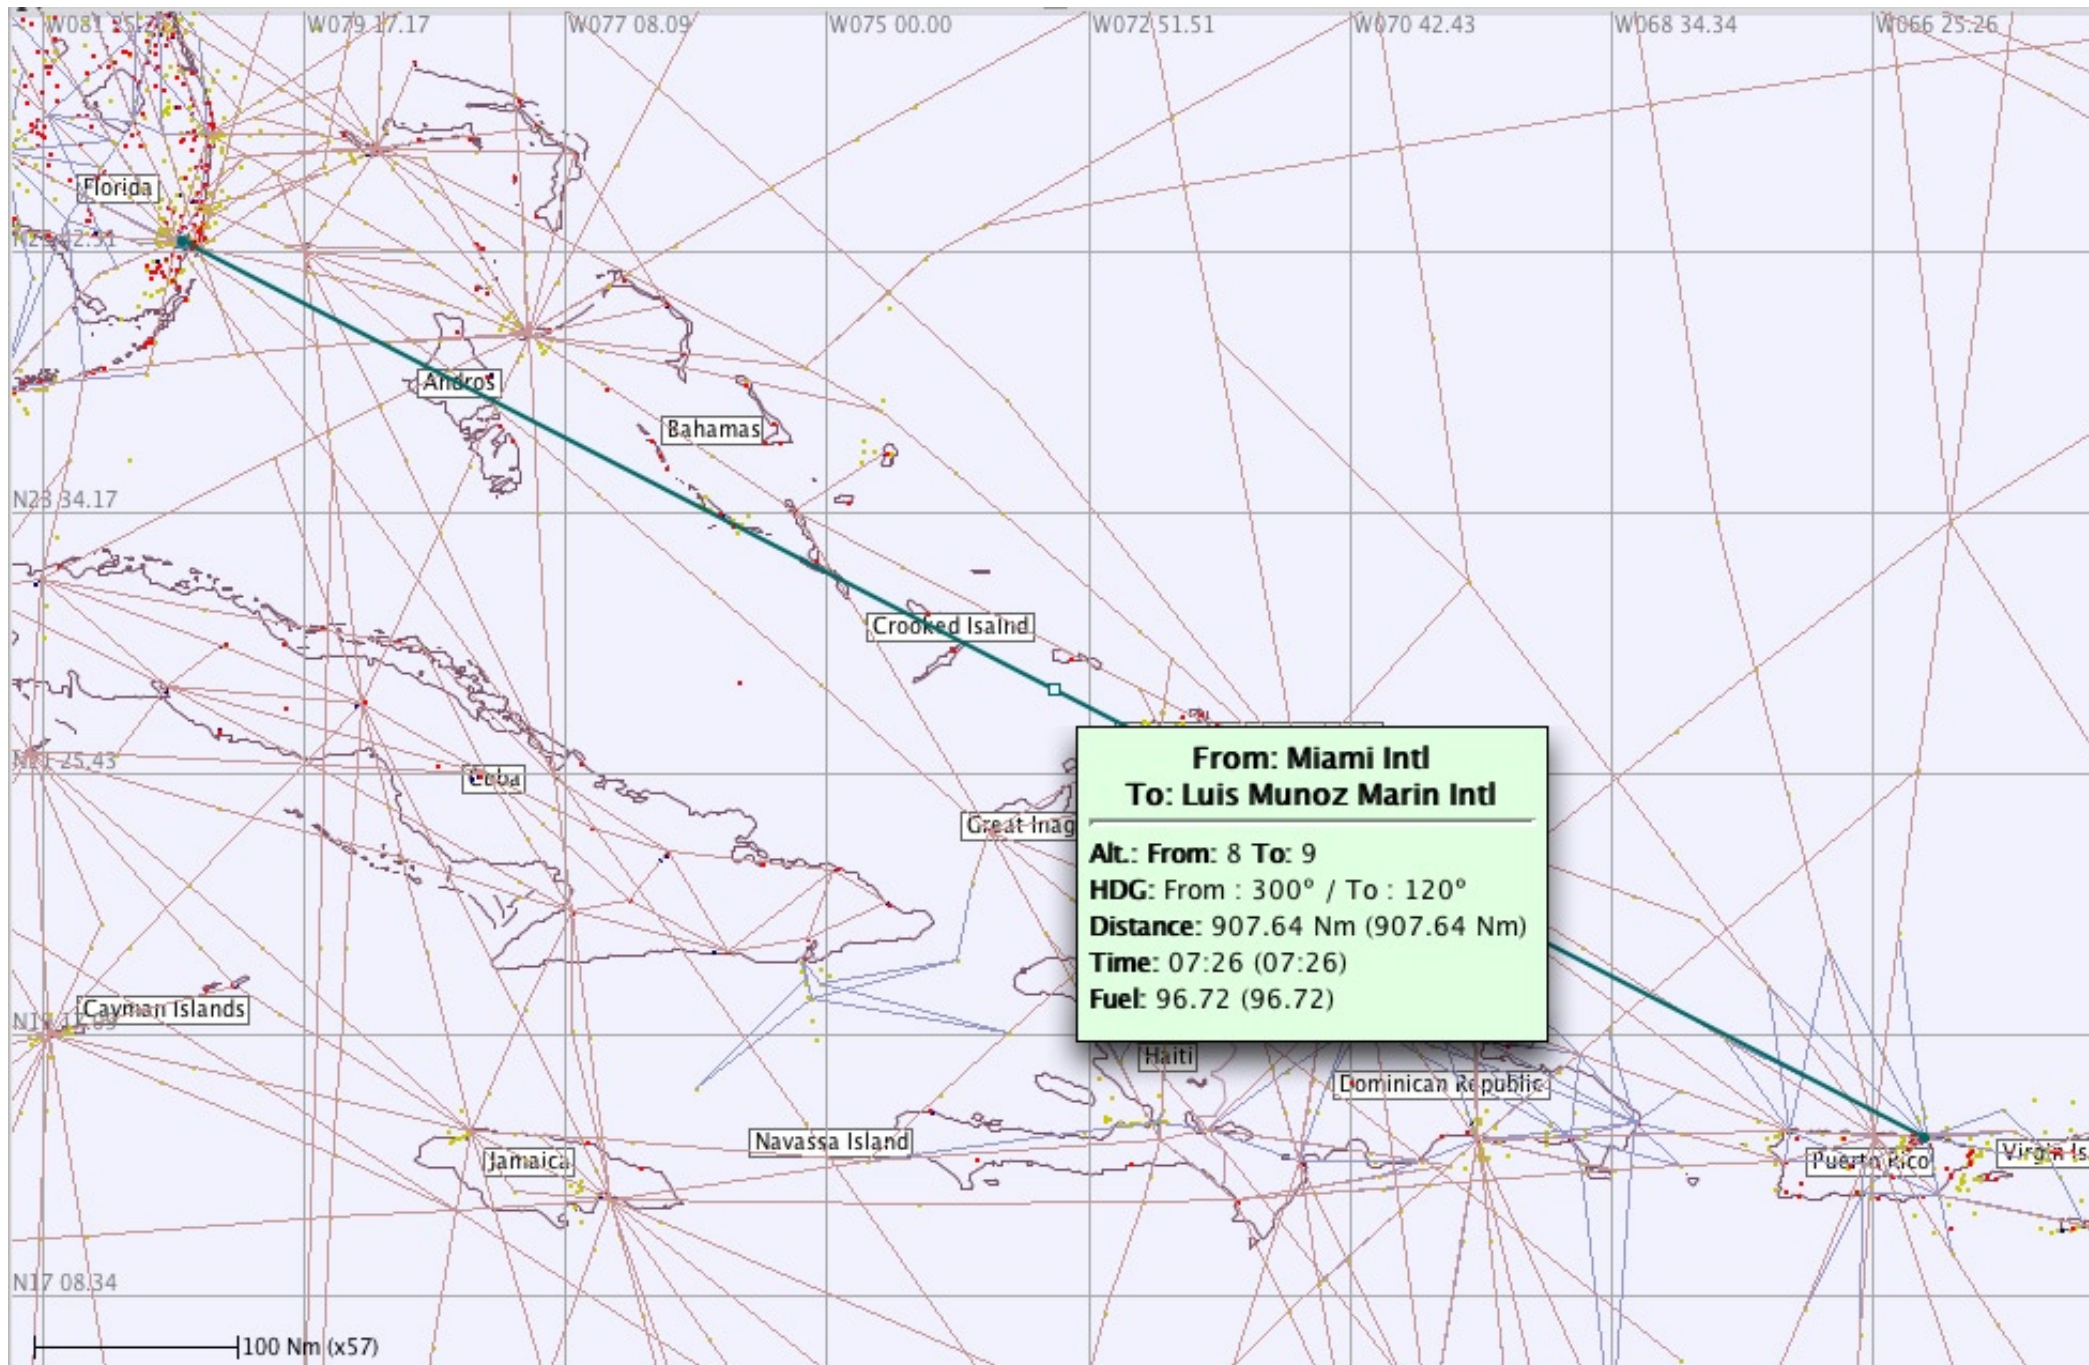 W079 17.17
W077 08.09
W075 00.00
W072 51.51
W070 42.43
W068 34.34
W066 25.26
Florida
Andros
Bahamas
N23 34.17
Crooked Isalnd
From: Miami Intl
To: Luis Munoz Marin Intl
Cuba
Great Inag
Alt.: From: 8 To: 9
HDG: From : 300° / To : 120°
Distance: 907.64 Nm (907.64 Nm)
Time: 07:26 (07:26)
Fuel: 96.72 (96.72)
Cayman Islands
Haiti
Dominican Republic
Navassa Island
Jamaica
Puerto Rico
Virgin Is
N17 08.34
100 Nm (x57)